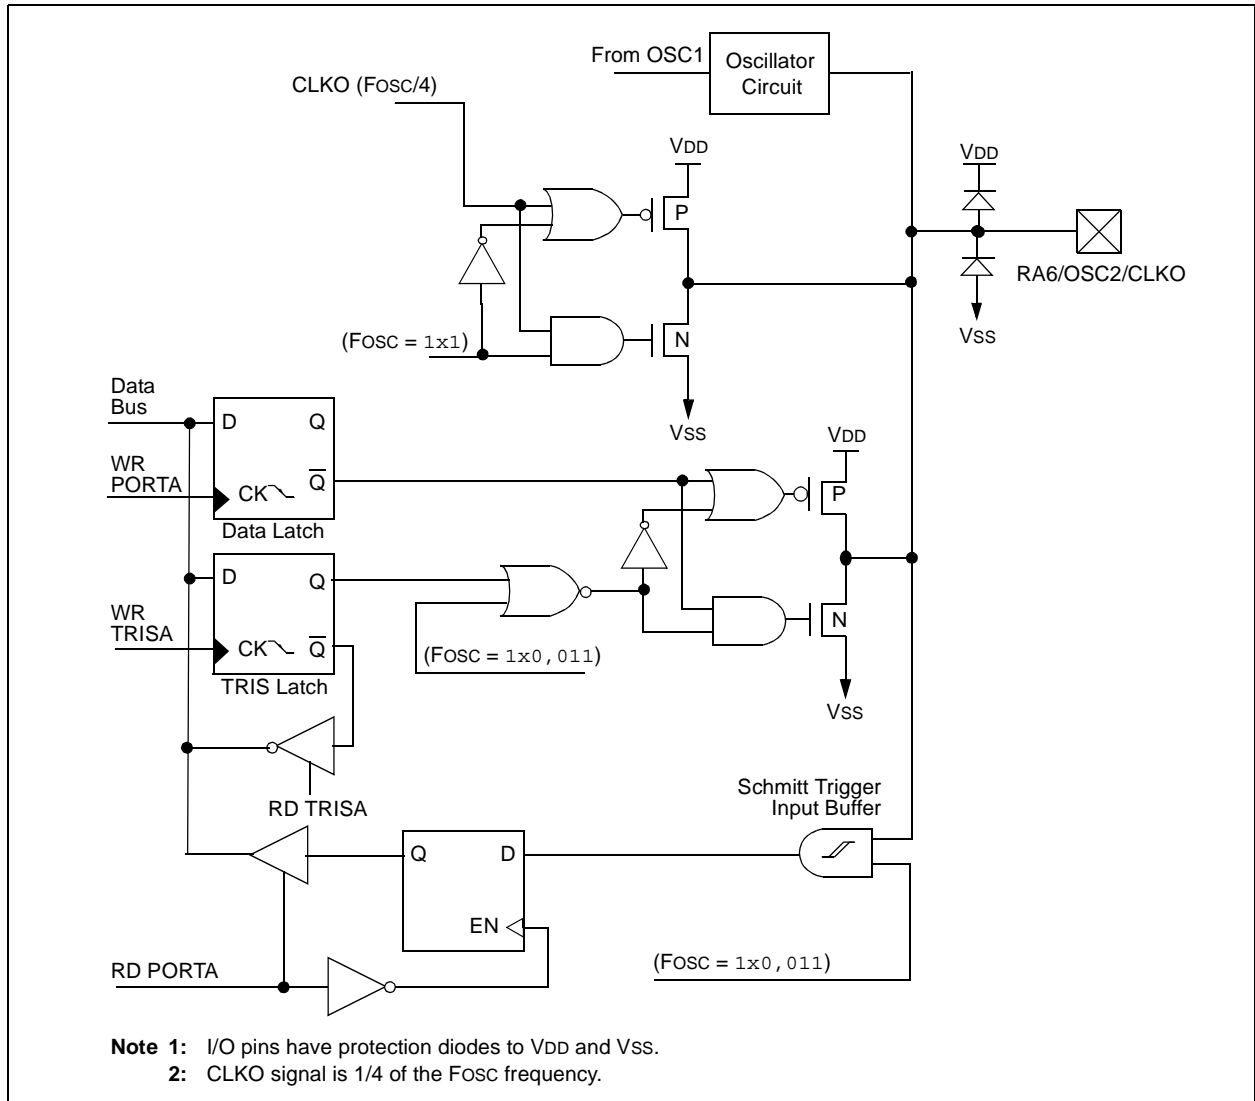 From OSC1
Oscillator
Circuit
CLKO (FOSC/4)
VDD
VDD
P
RA6/OSC2/CLKO
(FOSC = 1x1)
N
VSS
VSS
Data
Bus
D
Q
VDD
WR
PORTA
CK
Q
P
Data Latch
D
Q
WR
TRISA
CK
Q
N
(FOSC = 1x0,011)
TRIS Latch
VSS
RD TRISA
Schmitt Trigger
Input Buffer
Q
D
EN
RD PORTA
(FOSC = 1x0,011)
Note 1: I/O pins have protection diodes to VDD and VSS.
2: CLKO signal is 1/4 of the FOSC frequency.